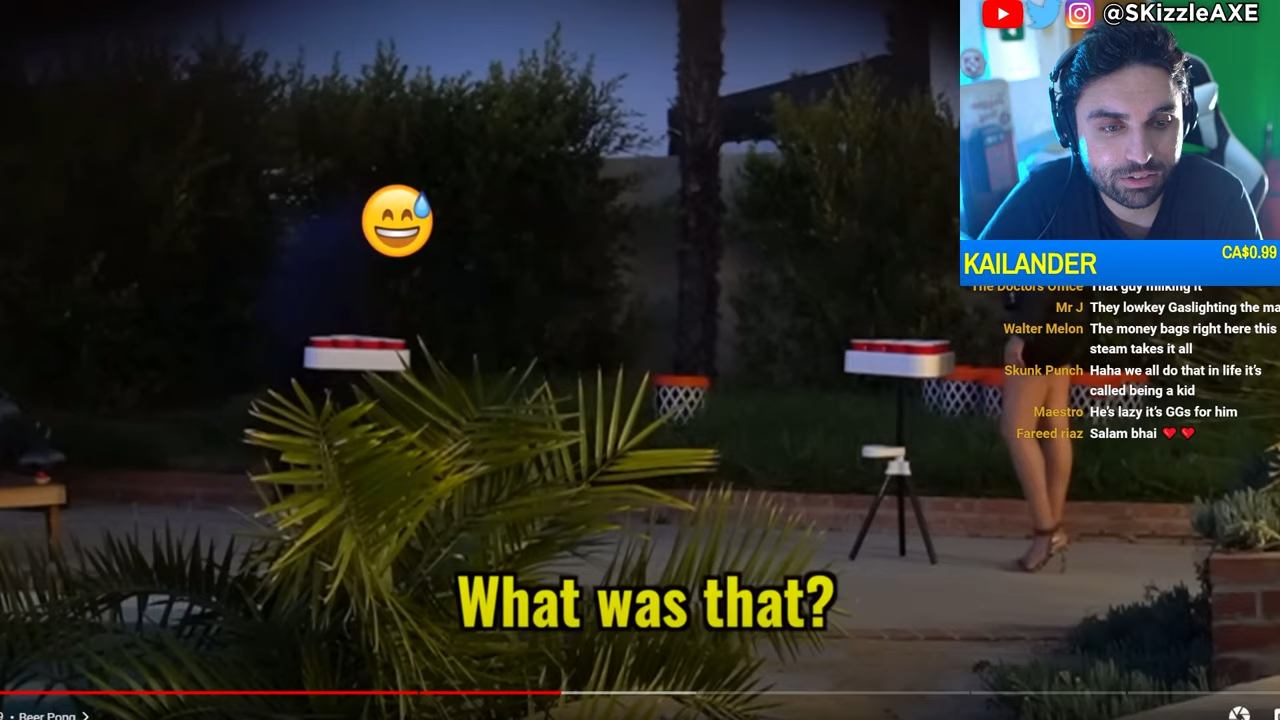 @SKizzleAXE
KAILANDER
CA$0.99
The Doctors Office That guy milking it
Mr J They lowkey Gaslighting the ma
Walter Melon The money bags right here this
steam takes it all
Skunk Punch Haha we all do that in life it's
called being a kid
Maestro He's lazy it's GGs for him
Fareed riaz Salam bhai ❤️ ❤️
What was that?
9 • Beer Pong >